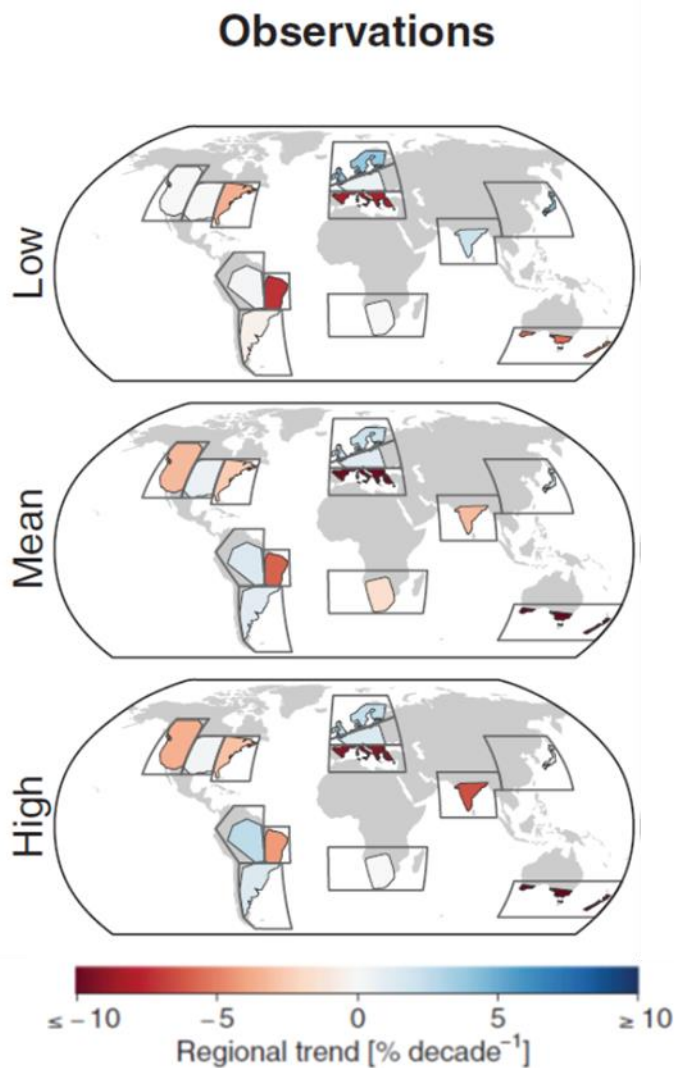 Observations
Low
Mean
High
≤ −10
−5
0
5
≥ 10
Regional trend [% decade⁻¹]